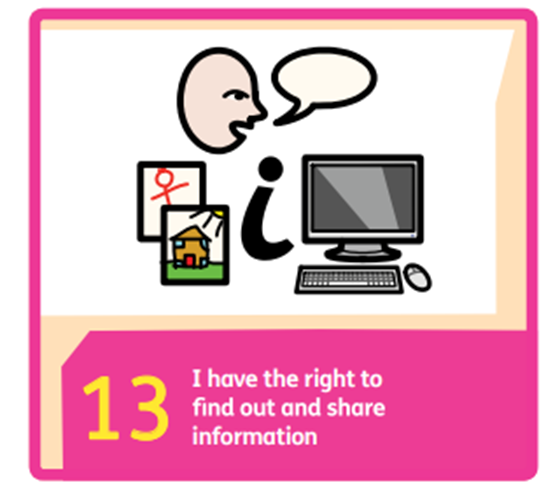 13
I have the right to
find out and share
information